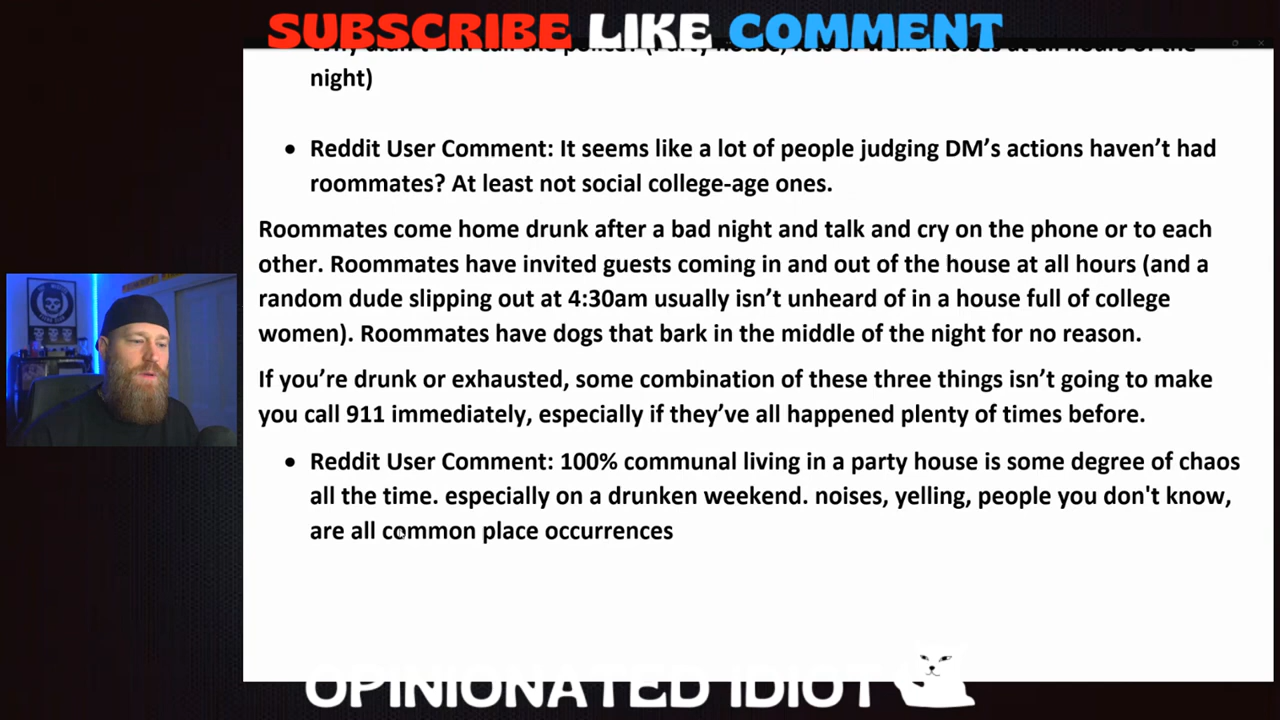 SUBSCRIBE LIKE COMMENT
night)
• Reddit User Comment: It seems like a lot of people judging DM’s actions haven’t had
roommates? At least not social college-age ones.
Roommates come home drunk after a bad night and talk and cry on the phone or to each
other. Roommates have invited guests coming in and out of the house at all hours (and a
random dude slipping out at 4:30am usually isn’t unheard of in a house full of college
women). Roommates have dogs that bark in the middle of the night for no reason.
If you’re drunk or exhausted, some combination of these three things isn’t going to make
you call 911 immediately, especially if they’ve all happened plenty of times before.
• Reddit User Comment: 100% communal living in a party house is some degree of chaos
all the time. especially on a drunken weekend. noises, yelling, people you don't know,
are all common place occurrences
OPINIONATED IDIOT